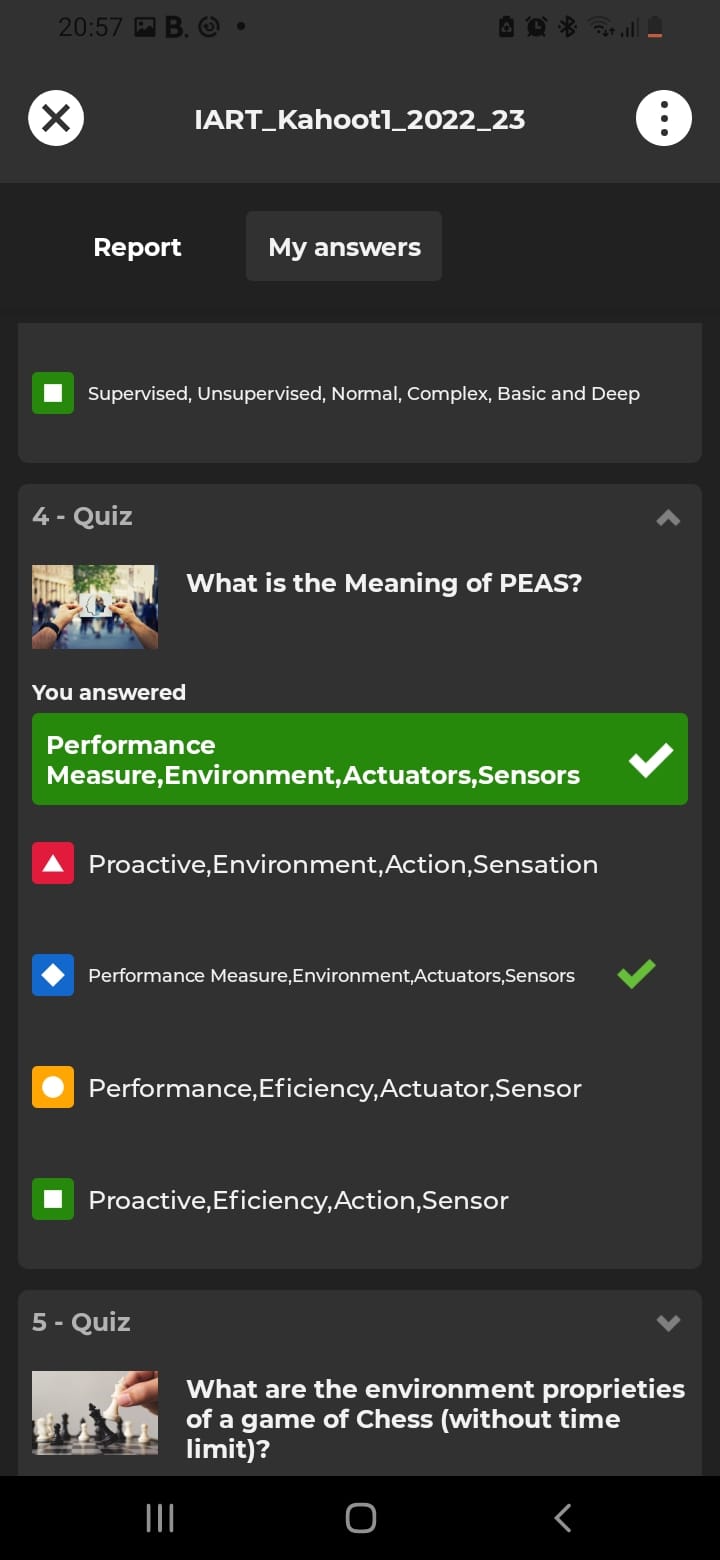 20:57 B.
IART_Kahoot1_2022_23
Report My answers
Supervised, Unsupervised, Normal, Complex, Basic and Deep
4 - Quiz
What is the Meaning of PEAS?
You answered
Performance
Measure,Environment,Actuators,Sensors
Proactive,Environment,Action,Sensation
Performance Measure,Environment,Actuators,Sensors
Performance,Eficiency,Actuator,Sensor
Proactive,Eficiency,Action,Sensor
5 - Quiz
What are the environment proprieties
of a game of Chess (without time
limit)?